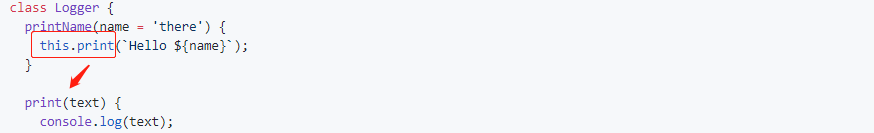 class Logger {
  printName(name = 'there') {
    this.print(`Hello ${name}`);
  }
  print(text) {
    console.log(text);